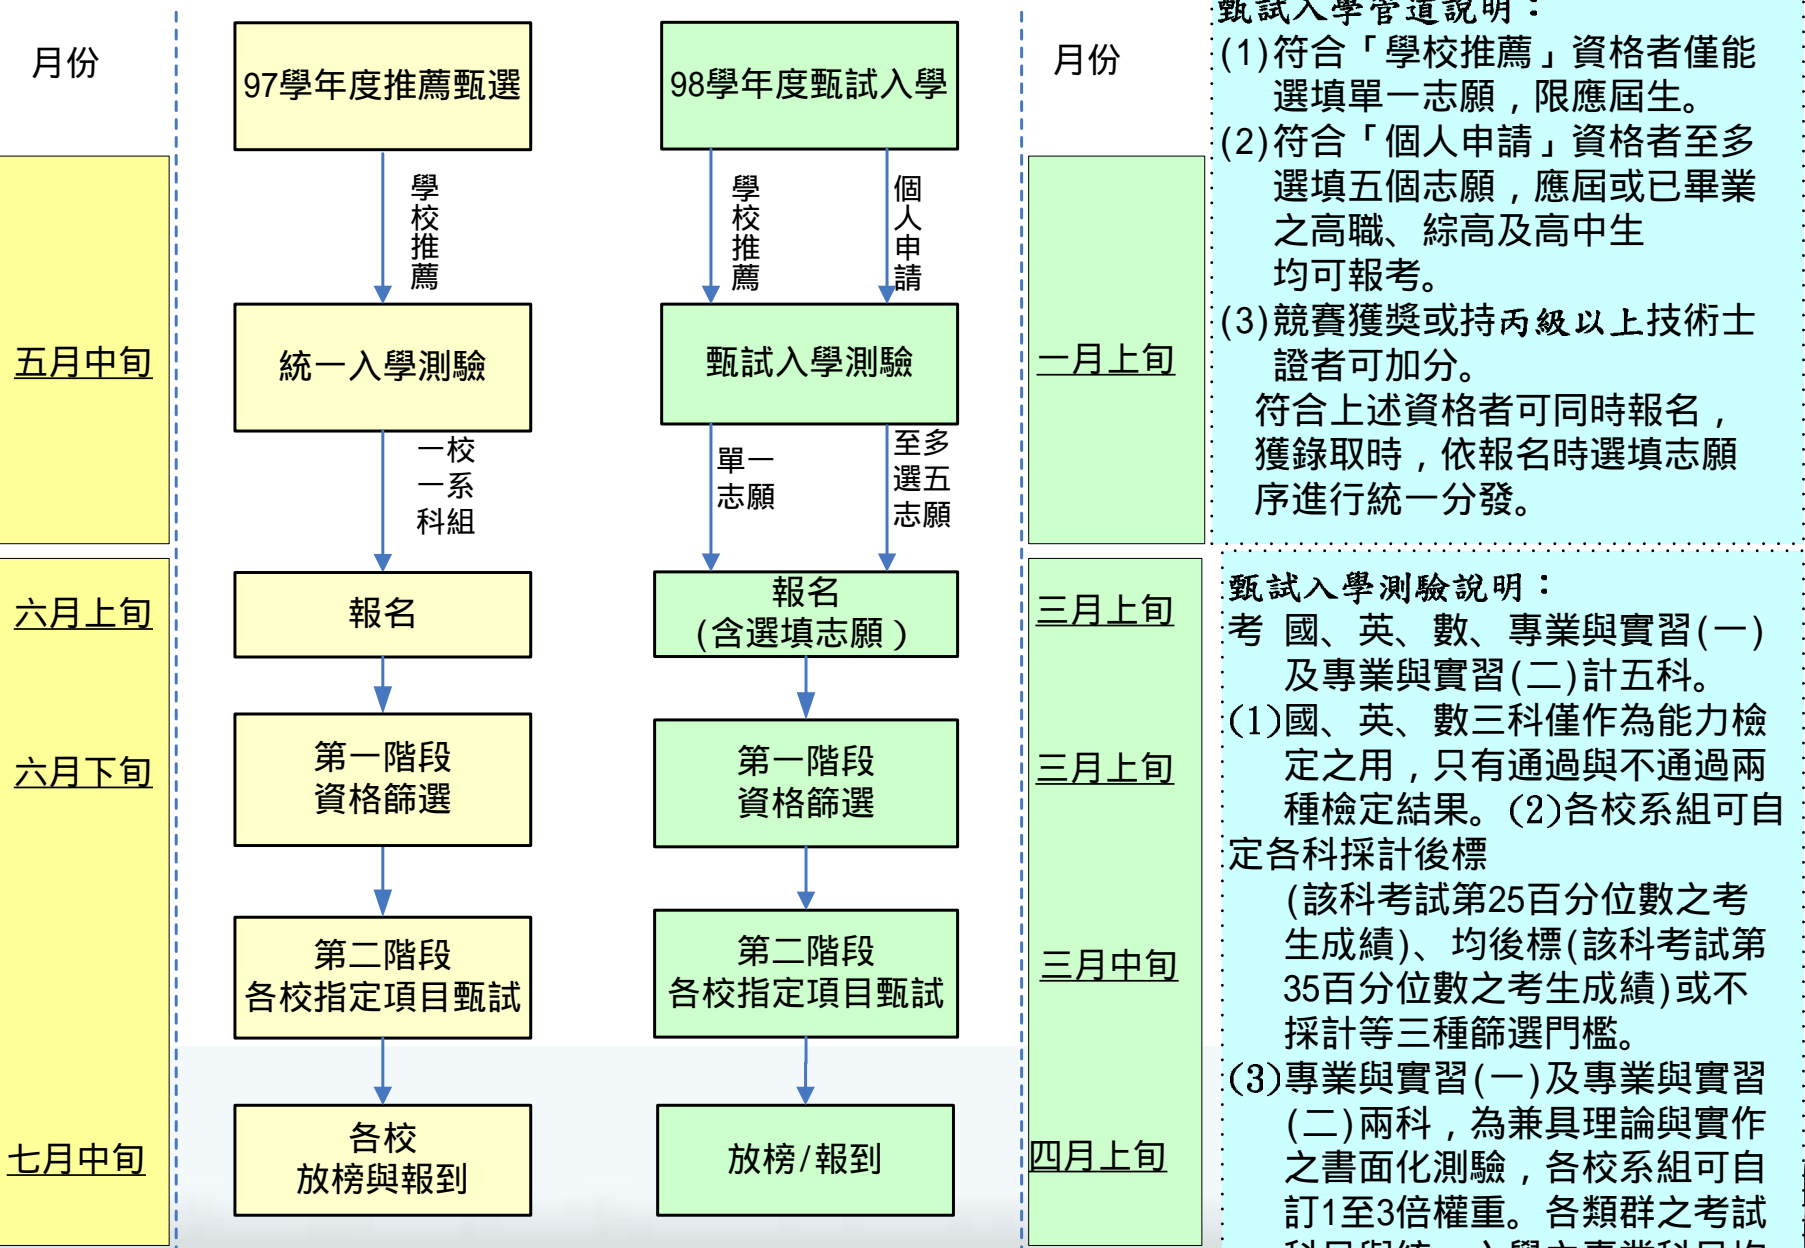 月份
97學年度推薦甄選
98學年度甄試入學
月份
學校推薦
學校推薦
個人申請
五月中旬
統一入學測驗
甄試入學測驗
一月上旬
一校
一系
科組
單一
志願
至多
選五
志願
六月上旬
報名
報名
(含選填志願)
三月上旬
六月下旬
第一階段
資格篩選
第一階段
資格篩選
三月上旬
第二階段
各校指定項目甄試
第二階段
各校指定項目甄試
三月中旬
七月中旬
各校
放榜與報到
放榜/報到
四月上旬
甄試入學管道說明：
(1)符合「學校推薦」資格者僅能
選填單一志願，限應屆生。
(2)符合「個人申請」資格者至多
選填五個志願，應屆或已畢業
之高職、綜高及高中生
均可報考。
(3)競賽獲獎或持丙級以上技術士
證者可加分。
符合上述資格者可同時報名，
獲錄取時，依報名時選填志願
序進行統一分發。
甄試入學測驗說明：
考 國、英、數、專業與實習(一)
及專業與實習(二)計五科。
(1)國、英、數三科僅作為能力檢
定之用，只有通過與不通過兩
種檢定結果。(2)各校系組可自
定各科採計後標
(該科考試第25百分位數之考
生成績)、均後標(該科考試第
35百分位數之考生成績)或不
採計等三種篩選門檻。
(3)專業與實習(一)及專業與實習
(二)兩科，為兼具理論與實作
之書面化測驗，各校系組可自
訂1至3倍權重。各類群之考試